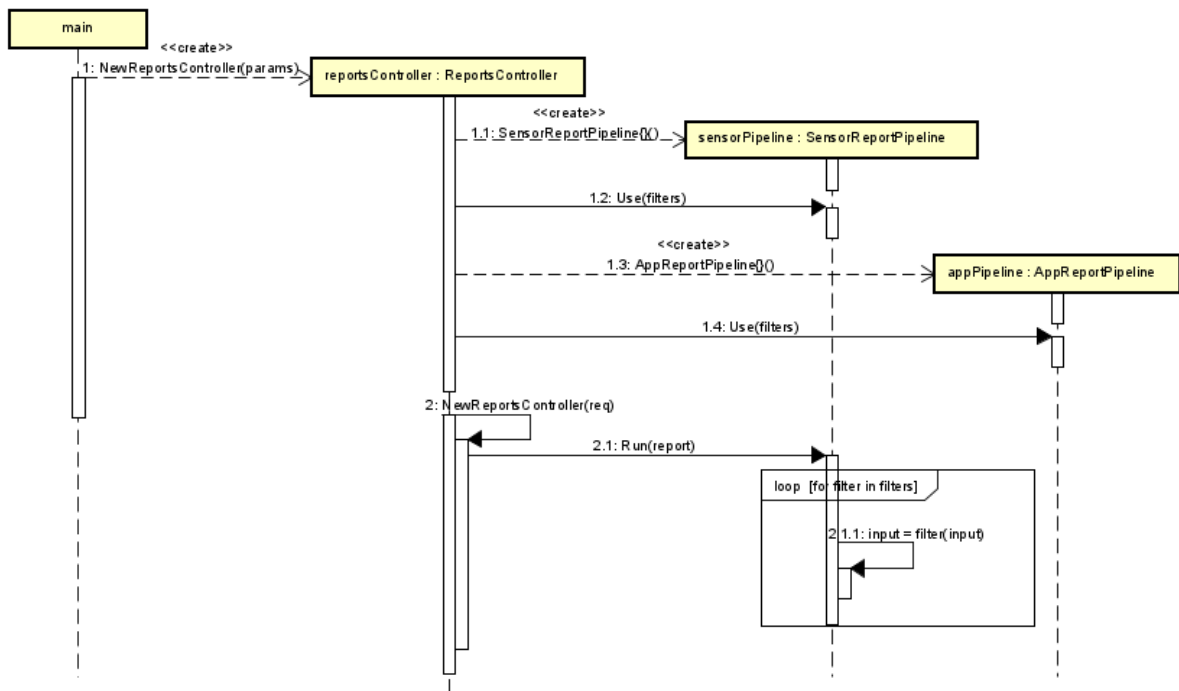 main
<<create>>
1: NewReportsController(params)
reportsController : ReportsController
<<create>>
1.1: SensorReportPipeline{}()
sensorPipeline : SensorReportPipeline
1.2: Use(filters)
<<create>>
1.3: AppReportPipeline{}()
appPipeline : AppReportPipeline
1.4: Use(filters)
2: NewReportsController(req)
2.1: Run(report)
loop [for filter in filters]
2.1.1: input = filter(input)